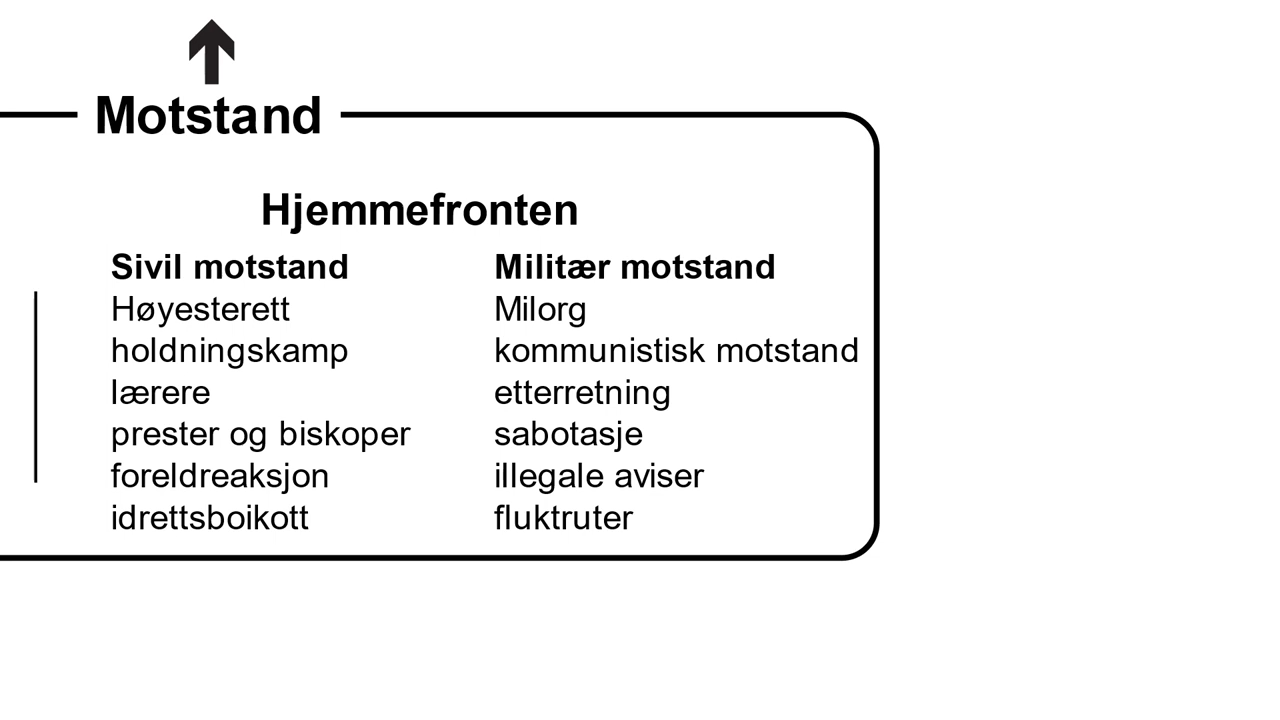 Motstand
Hjemmefronten
Sivil motstand
Høyesterett
holdningskamp
lærere
prester og biskoper
foreldreaksjon
idrettsboikott
Militær motstand
Milorg
kommunistisk motstand
etterretning
sabotasje
illegale aviser
fluktruter